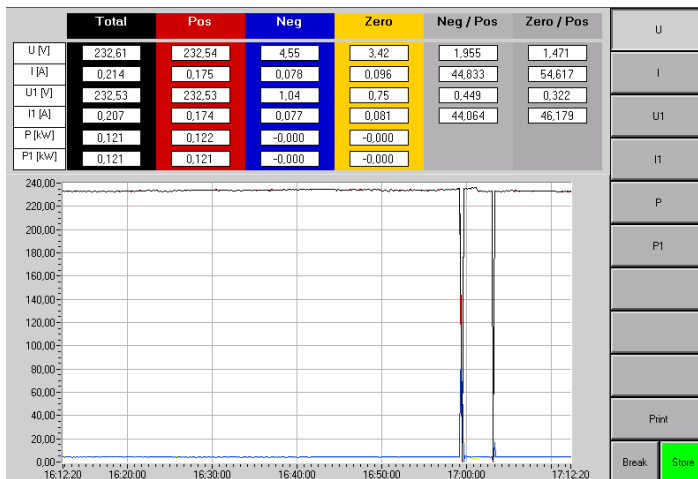 Total Pos Neg Zero Neg / Pos Zero / Pos
U [V] 232,61 232,54 4,55 3,42 1,955 1,471
I [A] 0,214 0,175 0,078 0,096 44,833 54,617
U1 [V] 232,53 232,53 1,04 0,75 0,449 0,322
I1 [A] 0,207 0,174 0,077 0,081 44,064 46,179
P [kW] 0,121 0,122 -0,000 -0,000
P1 [kW] 0,121 0,121 -0,000 -0,000
240,00
220,00
200,00
180,00
160,00
140,00
120,00
100,00
80,00
60,00
40,00
20,00
0,00
16:12:20 16:20:00 16:30:00 16:40:00 16:50:00 17:00:00 17:12:20
U
I
U1
I1
P
P1
Print
Break Store